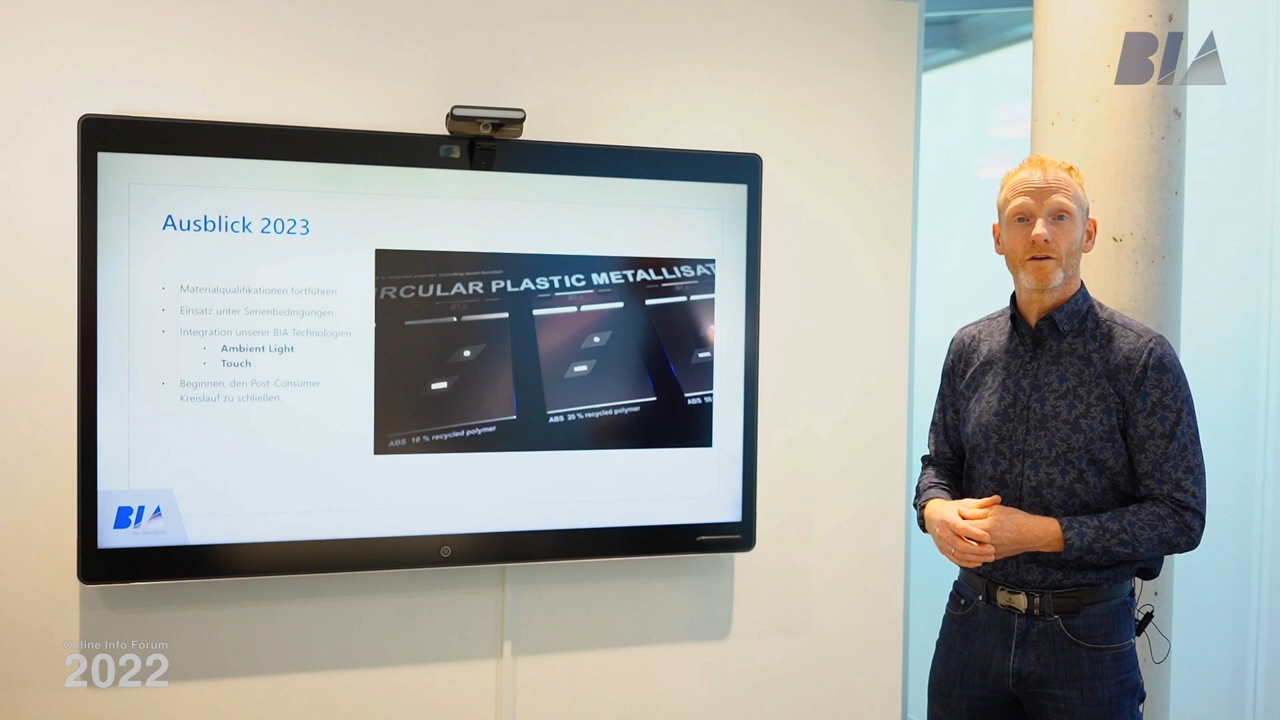 BIA
Ausblick 2023
• Materialqualifikationen fortführen
• Einsatz unter Serienbedingungen
• Integration unserer BIA Technologien
• Ambient Light
• Touch
• Beginnen, den Post-Consumer
Kreislauf zu schließen.
RCULAR PLASTIC METALLISAT
ABS 10 % recycled polymer
ABS 20 % recycled polymer
ABS 50
BIA
Online Info Forum
2022